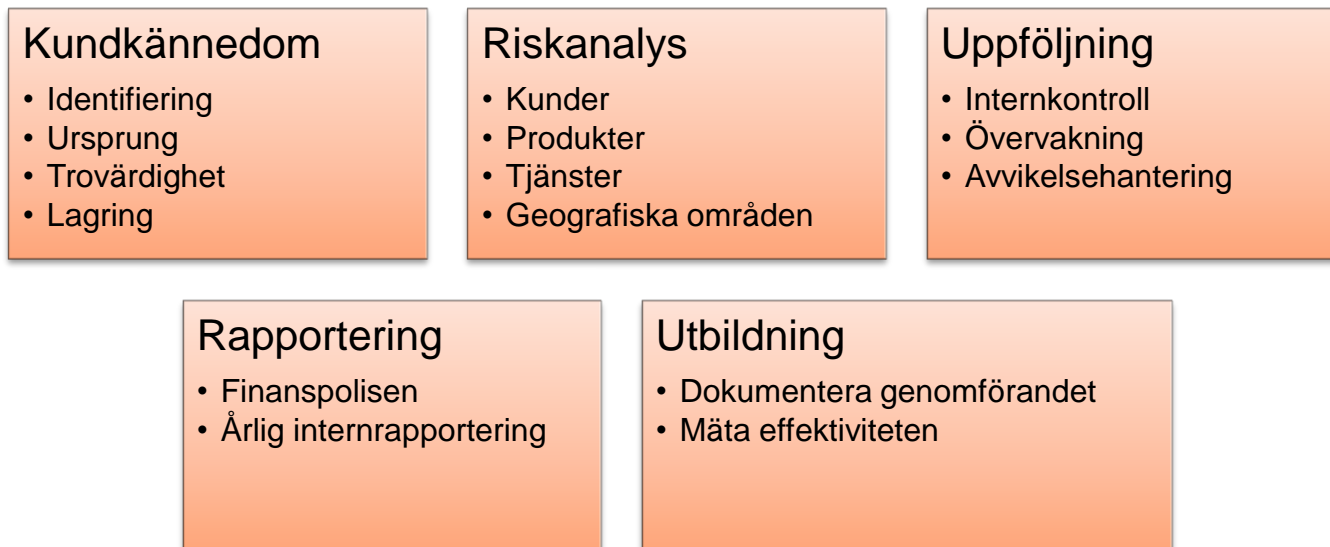 Kundkännedom
• Identifiering
• Ursprung
• Trovärdighet
• Lagring
Riskanalys
• Kunder
• Produkter
• Tjänster
• Geografiska områden
Uppföljning
• Internkontroll
• Övervakning
• Avvikelsehantering
Rapportering
• Finanspolisen
• Årlig internrapportering
Utbildning
• Dokumentera genomförandet
• Mäta effektiviteten